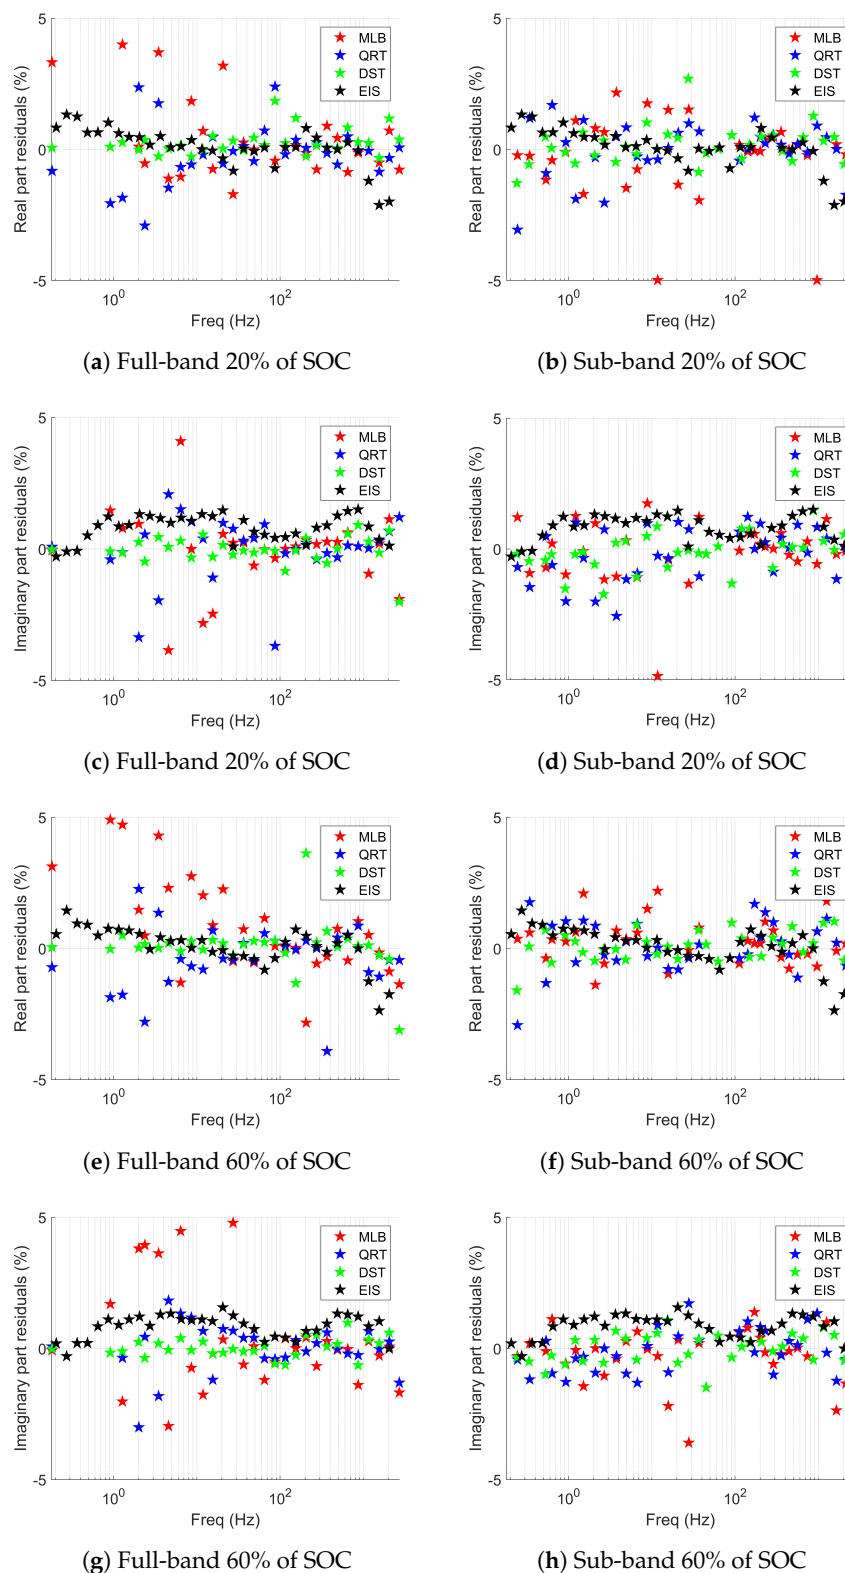 5
0
-5
Real part residuals (%)
10^0
10^2
Freq (Hz)
MLB
QRT
DST
EIS
(a) Full-band 20% of SOC
5
0
-5
Real part residuals (%)
10^0
10^2
Freq (Hz)
MLB
QRT
DST
EIS
(b) Sub-band 20% of SOC
5
0
-5
Imaginary part residuals (%)
10^0
10^2
Freq (Hz)
MLB
QRT
DST
EIS
(c) Full-band 20% of SOC
5
0
-5
Imaginary part residuals (%)
10^0
10^2
Freq (Hz)
MLB
QRT
DST
EIS
(d) Sub-band 20% of SOC
5
0
-5
Real part residuals (%)
10^0
10^2
Freq (Hz)
MLB
QRT
DST
EIS
(e) Full-band 60% of SOC
5
0
-5
Real part residuals (%)
10^0
10^2
Freq (Hz)
MLB
QRT
DST
EIS
(f) Sub-band 60% of SOC
5
0
-5
Imaginary part residuals (%)
10^0
10^2
Freq (Hz)
MLB
QRT
DST
EIS
(g) Full-band 60% of SOC
5
0
-5
Imaginary part residuals (%)
10^0
10^2
Freq (Hz)
MLB
QRT
DST
EIS
(h) Sub-band 60% of SOC